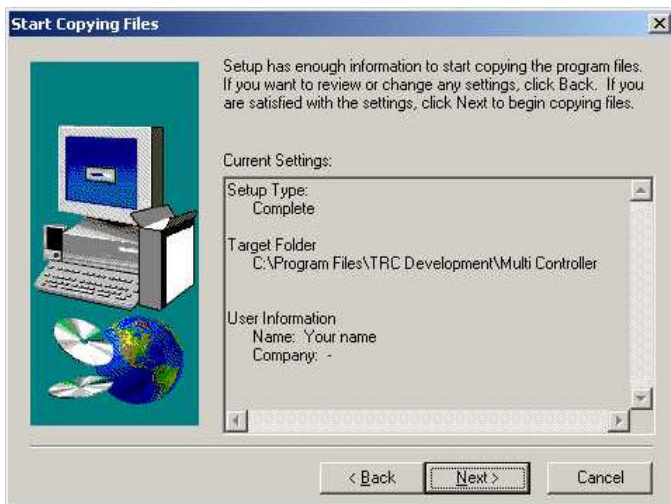 Start Copying Files
Setup has enough information to start copying the program files.
If you want to review or change any settings, click Back. If you
are satisfied with the settings, click Next to begin copying files.
Current Settings:
Setup Type:
Complete
Target Folder
C:\Program Files\TRC Development\Multi Controller
User Information
Name: Your name
Company: -
< Back
Next >
Cancel